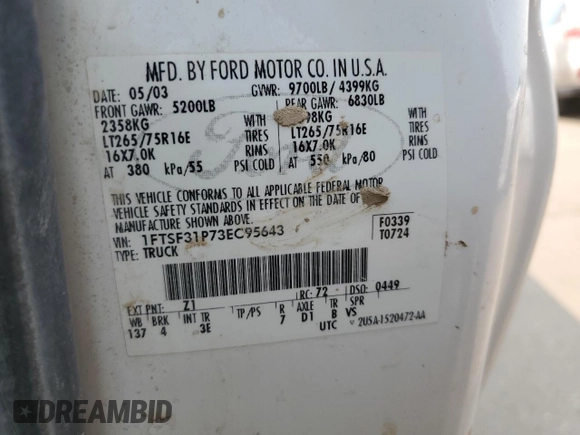 MFD. BY FORD MOTOR CO. IN U.S.A.
DATE: 05/03 GVWR: 9700LB/ 4399KG
FRONT GAWR: 5200LB REAR GAWR: 6830LB
2358KG WITH 98KG WITH
LT265/75R16E TIRES LT265/75R16E TIRES
16X7.0K RIMS 16X7.0K RIMS
AT 380 kPa/55 PSI COLD AT 550 kPa/80 PSI COLD
Ford
THIS VEHICLE CONFORMS TO ALL APPLICABLE FEDERAL MOTOR
VEHICLE SAFETY STANDARDS IN EFFECT ON THE DATE OF
MANUFACTURE SHOWN ABOVE.
VIN: 1FTSF31P73EC95643 F0339
TYPE: TRUCK T0724
EXT PNT: Z1 RC: 72 DSO: 0449
WB BRK INT TR TP/PS R AXLE TR SPR
137 4 3E 7 D1 B VS
UTC V 2U5A-1520472-AA
DREAMBID